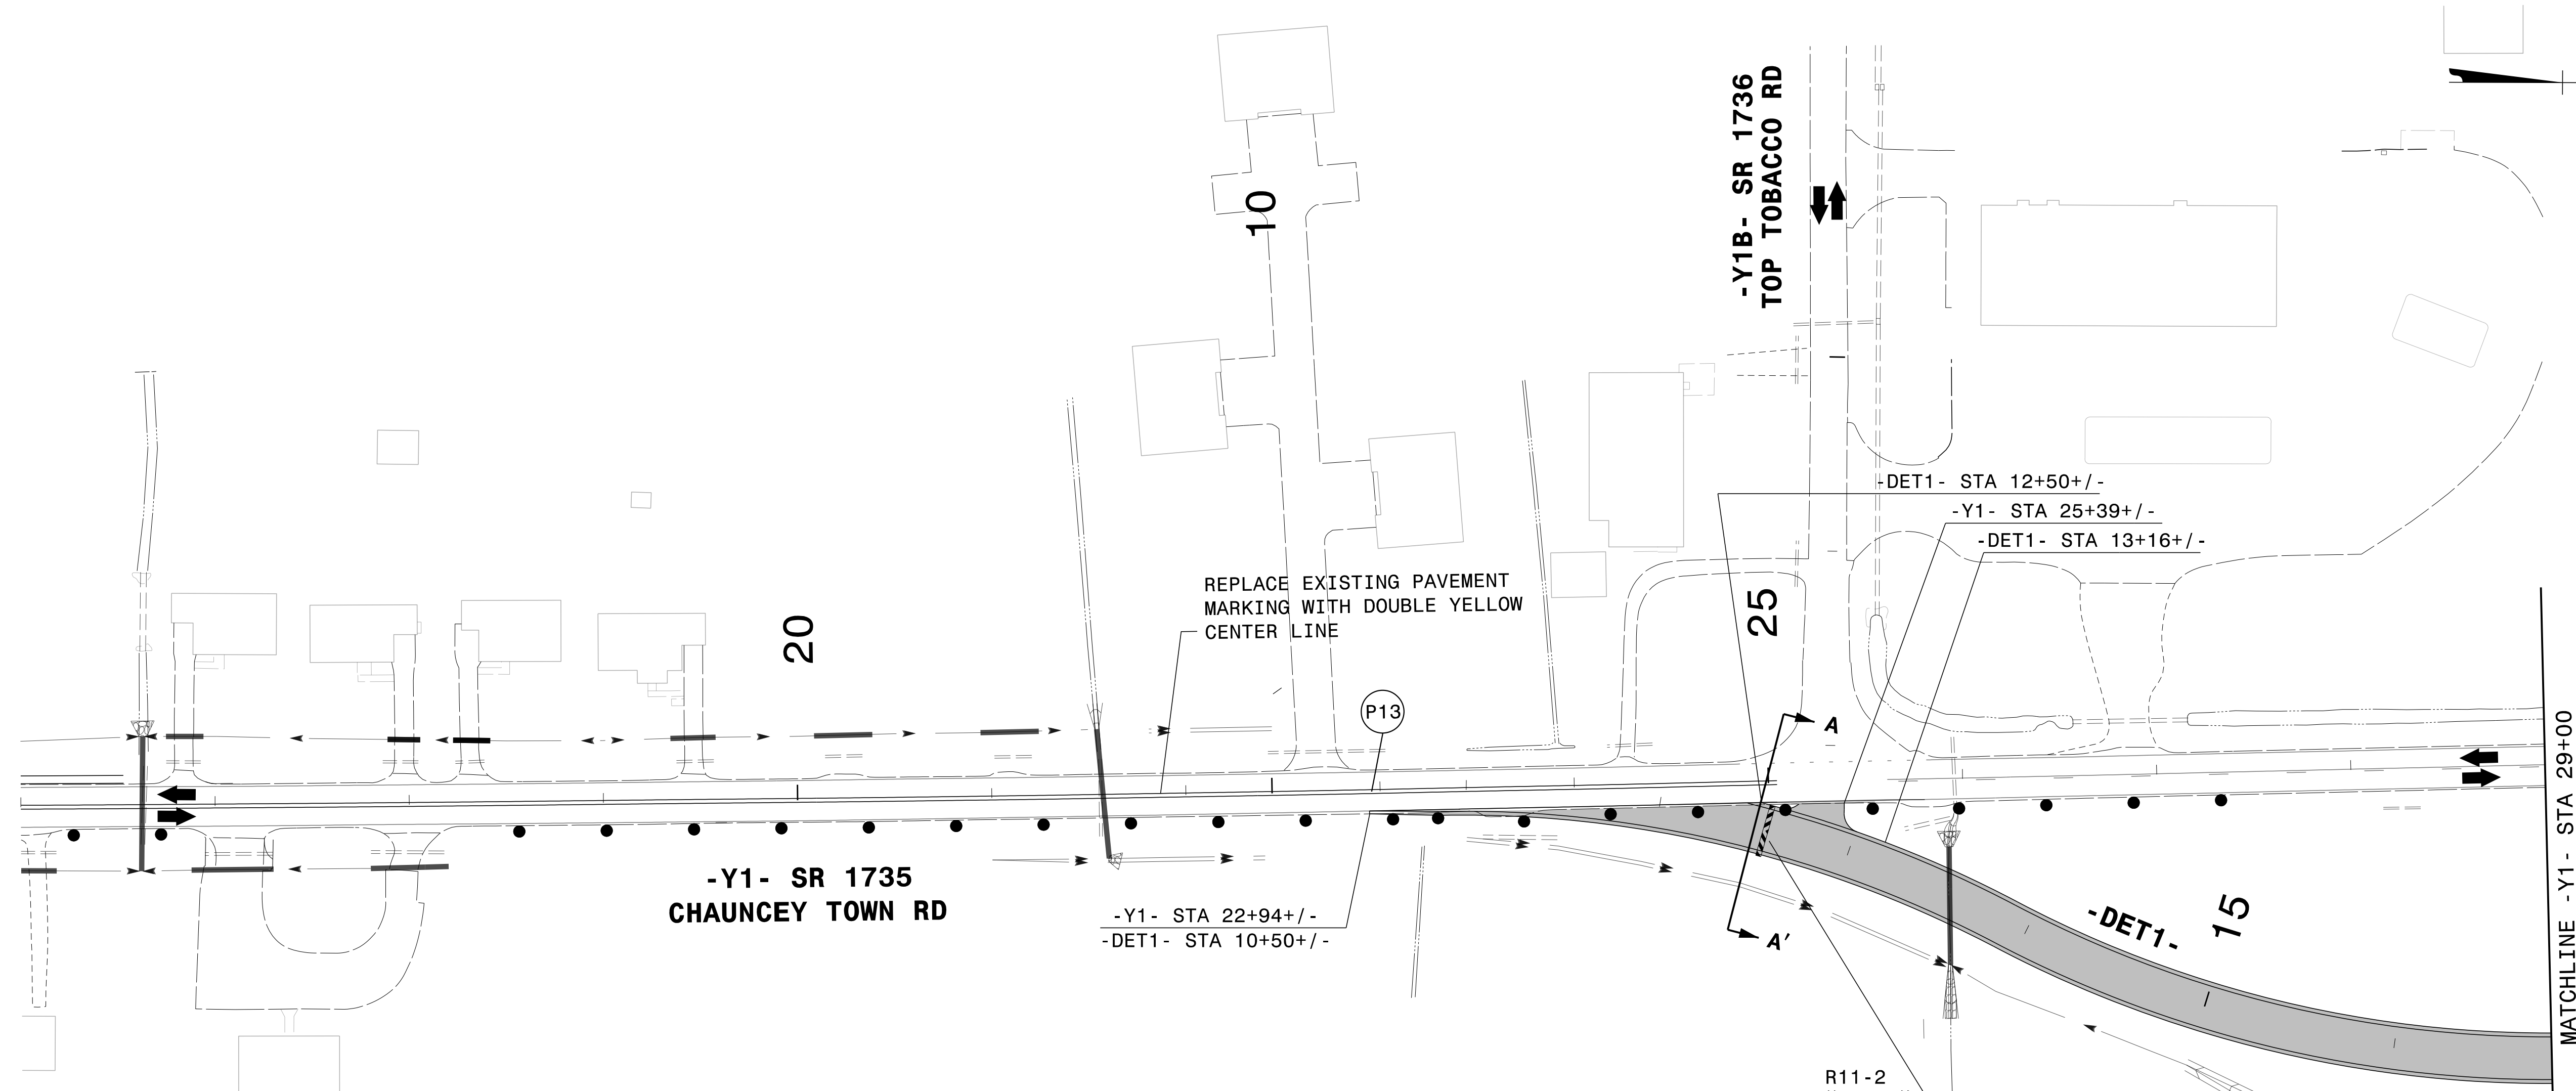 -Y1B- SR 1736
TOP TOBACCO RD
10
-DET1- STA 12+50+/-
-Y1- STA 25+39+/-
-DET1- STA 13+16+/-
REPLACE EXISTING PAVEMENT
MARKING WITH DOUBLE YELLOW
CENTER LINE
20
25
P13
A
-Y1- SR 1735
CHAUNCEY TOWN RD
-Y1- STA 22+94+/-
-DET1- STA 10+50+/-
A'
-DET1-
15
MATCHLINE -Y1- STA 29+00
R11-2